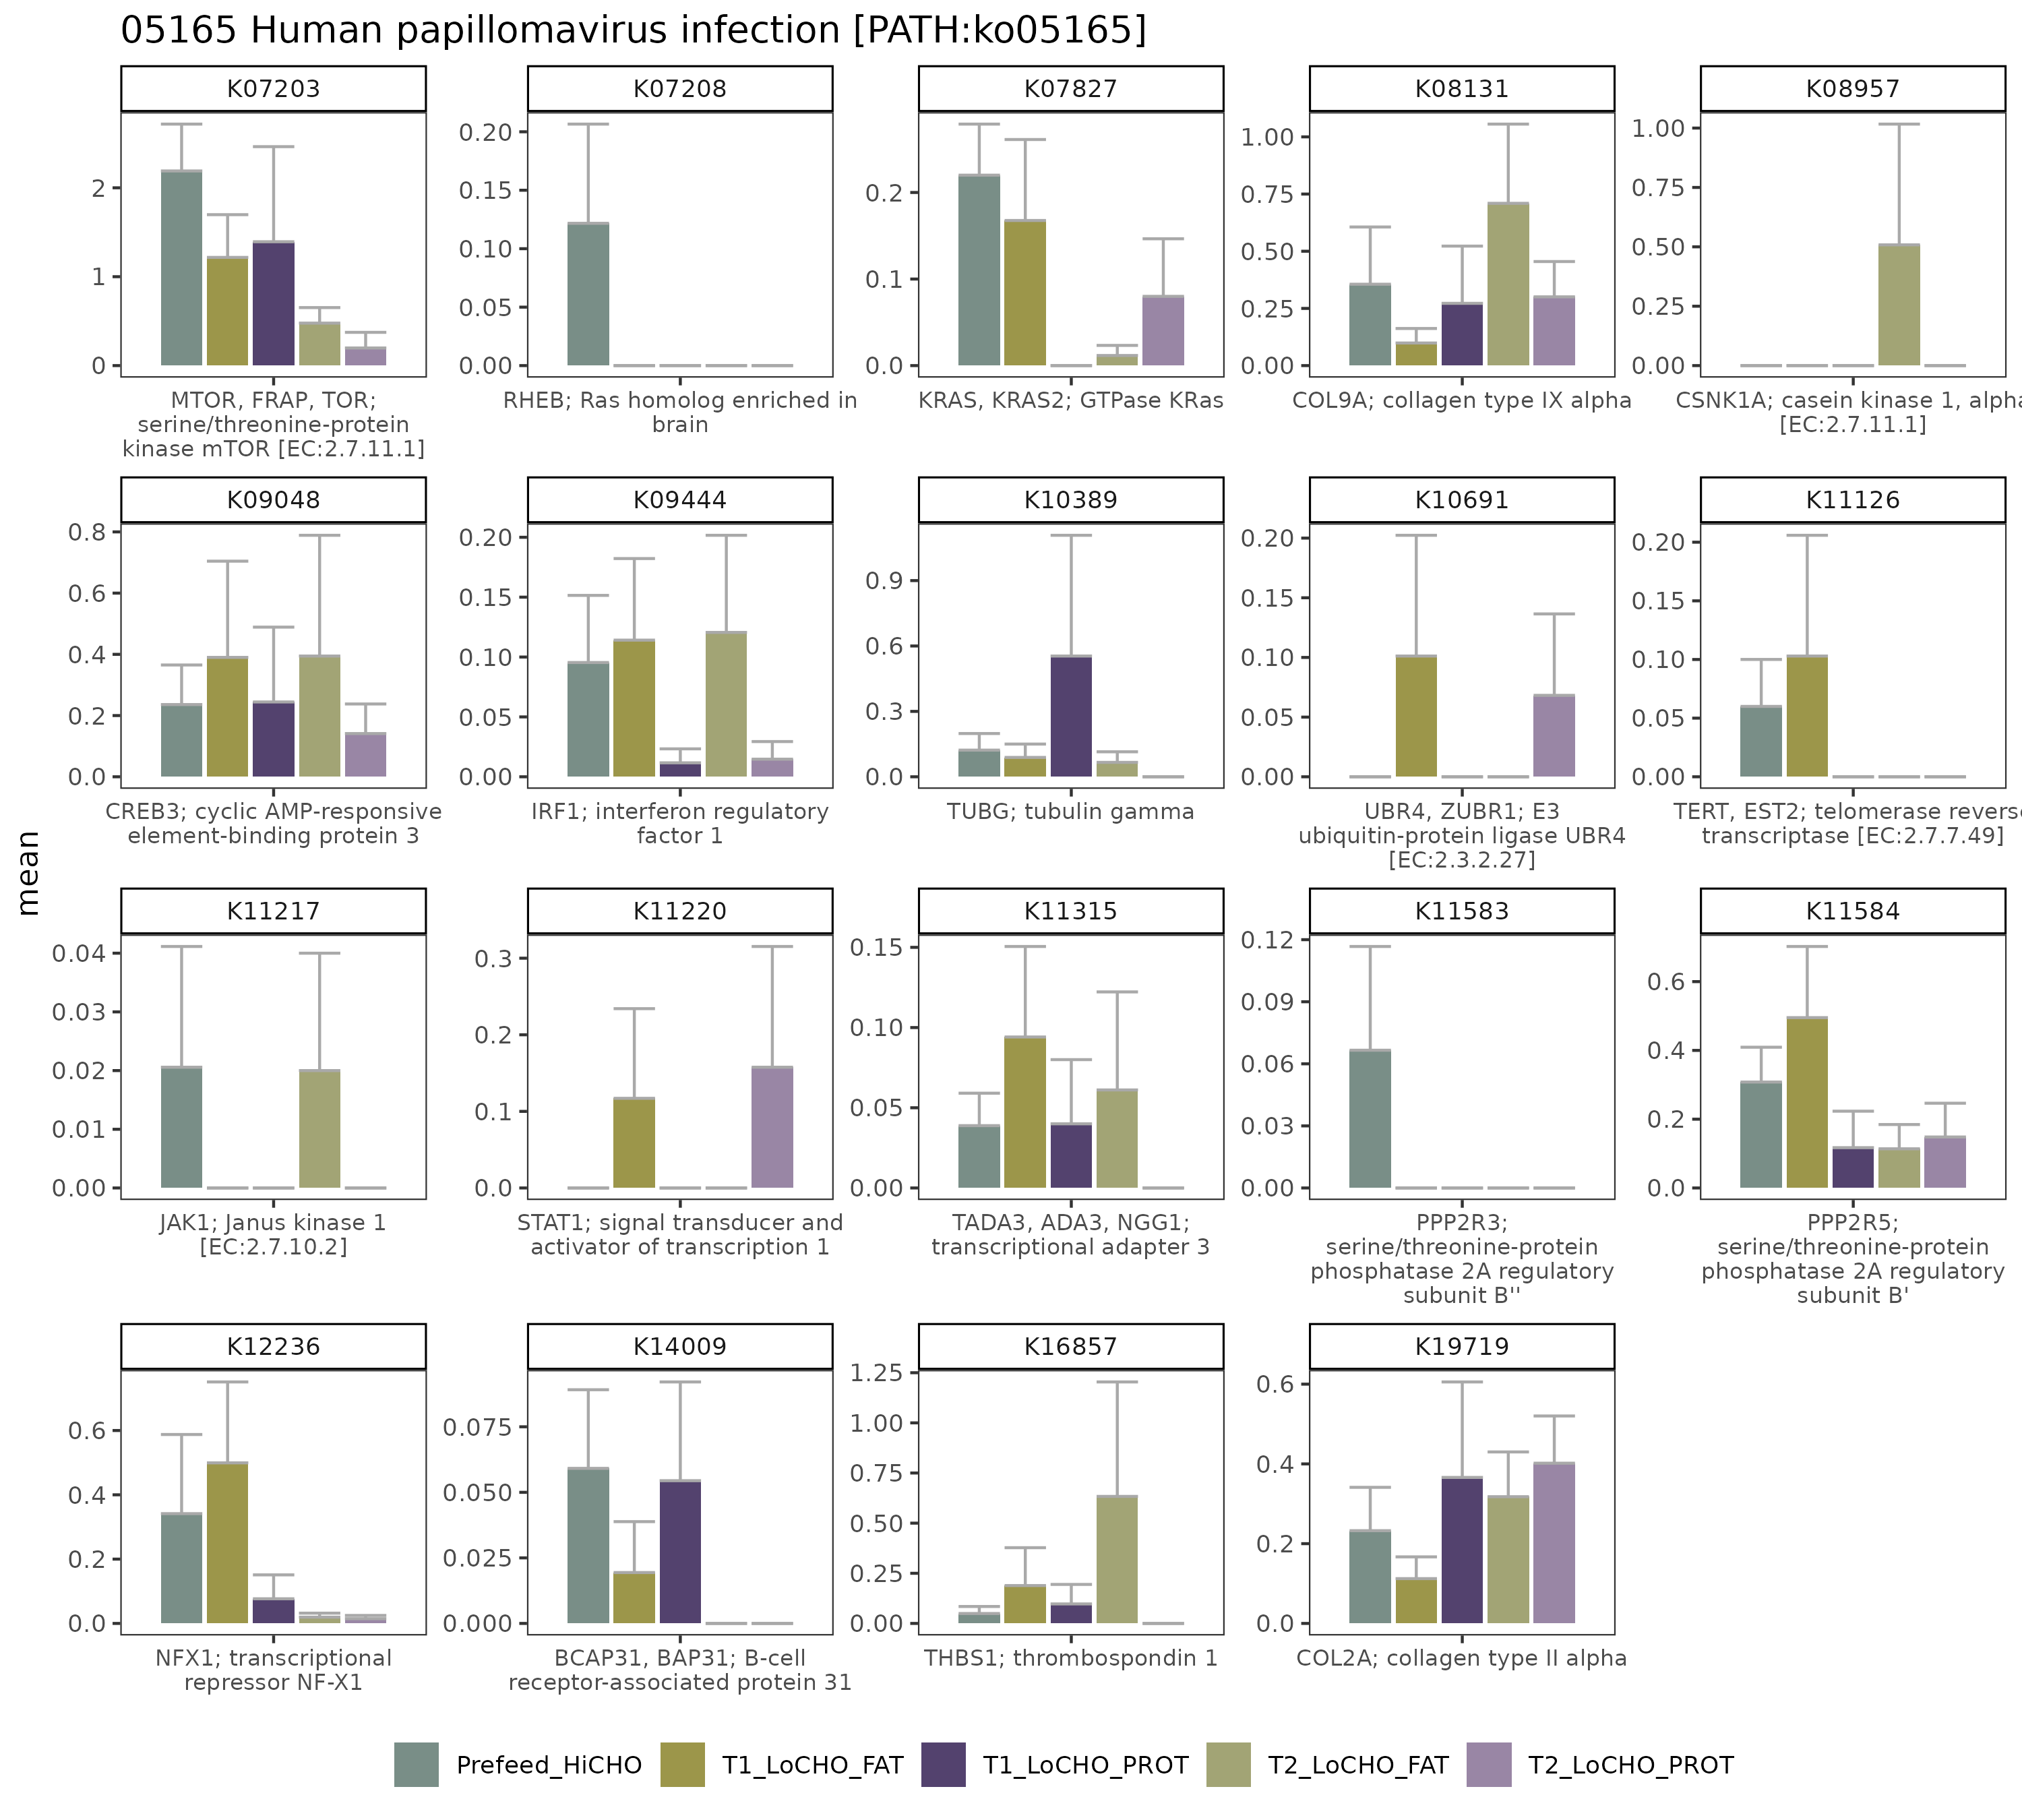 05165 Human papillomavirus infection [PATH:ko05165]
K07203
K07208
K07827
K08131
K08957
2
1
0
0.20
0.15
0.10
0.05
0.00
0.2
0.1
0.0
1.00
0.75
0.50
0.25
0.00
1.00
0.75
0.50
0.25
0.00
MTOR, FRAP, TOR;
serine/threonine-protein
kinase mTOR [EC:2.7.11.1]
RHEB; Ras homolog enriched in
brain
KRAS, KRAS2; GTPase KRas
COL9A; collagen type IX alpha
CSNK1A; casein kinase 1, alpha
[EC:2.7.11.1]
K09048
K09444
K10389
K10691
K11126
0.8
0.6
0.4
0.2
0.0
0.20
0.15
0.10
0.05
0.00
0.9
0.6
0.3
0.0
0.20
0.15
0.10
0.05
0.00
0.20
0.15
0.10
0.05
0.00
CREB3; cyclic AMP-responsive
element-binding protein 3
IRF1; interferon regulatory
factor 1
TUBG; tubulin gamma
UBR4, ZUBR1; E3
ubiquitin-protein ligase UBR4
[EC:2.3.2.27]
TERT, EST2; telomerase reverse
transcriptase [EC:2.7.7.49]
mean
K11217
K11220
K11315
K11583
K11584
0.04
0.03
0.02
0.01
0.00
0.3
0.2
0.1
0.0
0.15
0.10
0.05
0.00
0.12
0.09
0.06
0.03
0.00
0.6
0.4
0.2
0.0
JAK1; Janus kinase 1
[EC:2.7.10.2]
STAT1; signal transducer and
activator of transcription 1
TADA3, ADA3, NGG1;
transcriptional adapter 3
PPP2R3;
serine/threonine-protein
phosphatase 2A regulatory
subunit B''
PPP2R5;
serine/threonine-protein
phosphatase 2A regulatory
subunit B'
K12236
K14009
K16857
K19719
0.6
0.4
0.2
0.0
0.075
0.050
0.025
0.000
1.25
1.00
0.75
0.50
0.25
0.00
0.6
0.4
0.2
0.0
NFX1; transcriptional
repressor NF-X1
BCAP31, BAP31; B-cell
receptor-associated protein 31
THBS1; thrombospondin 1
COL2A; collagen type II alpha
Prefeed_HiCHO
T1_LoCHO_FAT
T1_LoCHO_PROT
T2_LoCHO_FAT
T2_LoCHO_PROT